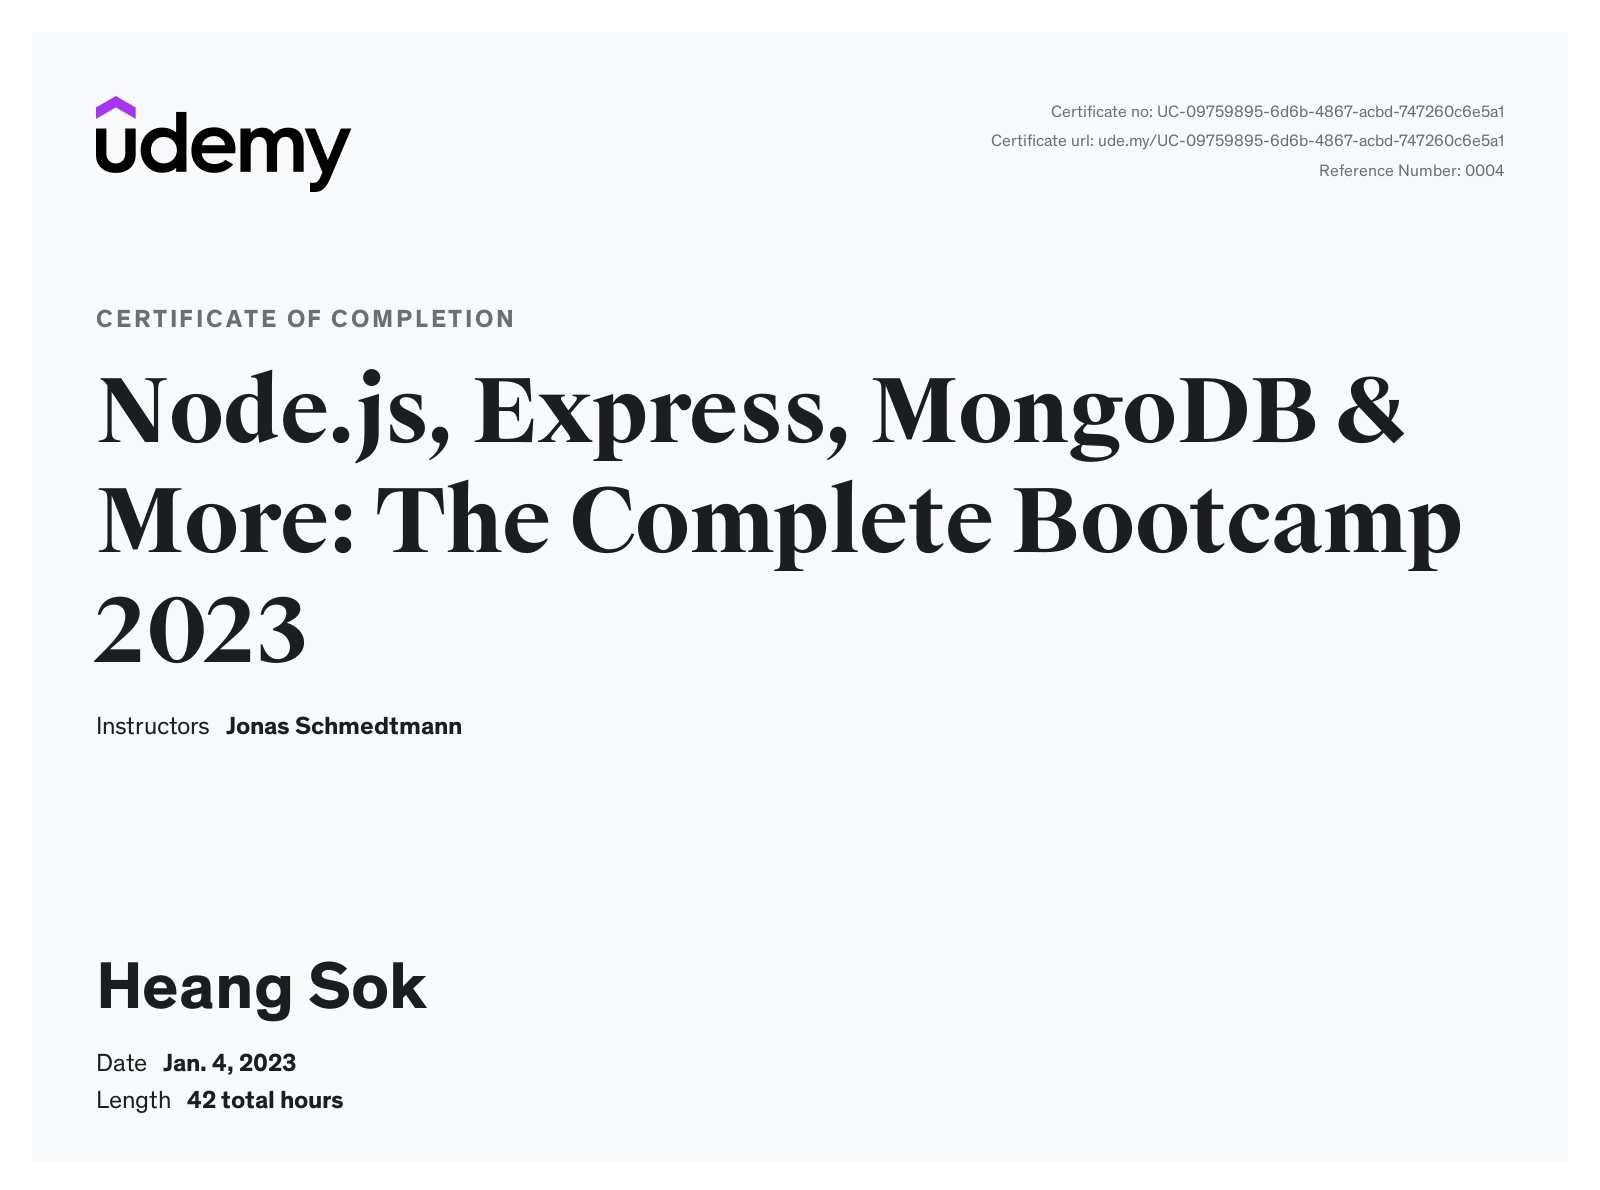 udemy
Certificate no: UC-09759895-6d6b-4867-acbd-747260c6e5a1
Certificate url: ude.my/UC-09759895-6d6b-4867-acbd-747260c6e5a1
Reference Number: 0004
CERTIFICATE OF COMPLETION
Node.js, Express, MongoDB &
More: The Complete Bootcamp
2023
Instructors Jonas Schmedtmann
Heang Sok
Date Jan. 4, 2023
Length 42 total hours